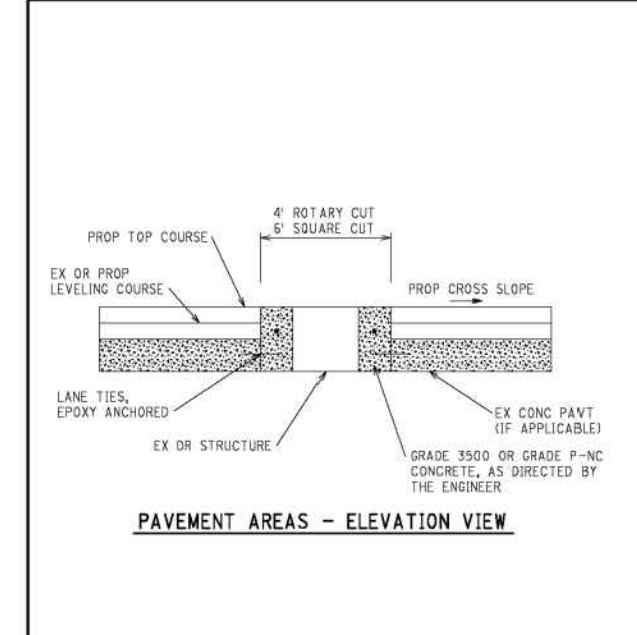 4' ROTARY CUT
6' SQUARE CUT
PROP TOP COURSE
EX OR PROP
LEVELING COURSE
PROP CROSS SLOPE
LANE TIES,
EPOXY ANCHORED
EX DR STRUCTURE
EX CONC PAVT
(IF APPLICABLE)
GRADE 3500 OR GRADE P-NC
CONCRETE, AS DIRECTED BY
THE ENGINEER
PAVEMENT AREAS - ELEVATION VIEW